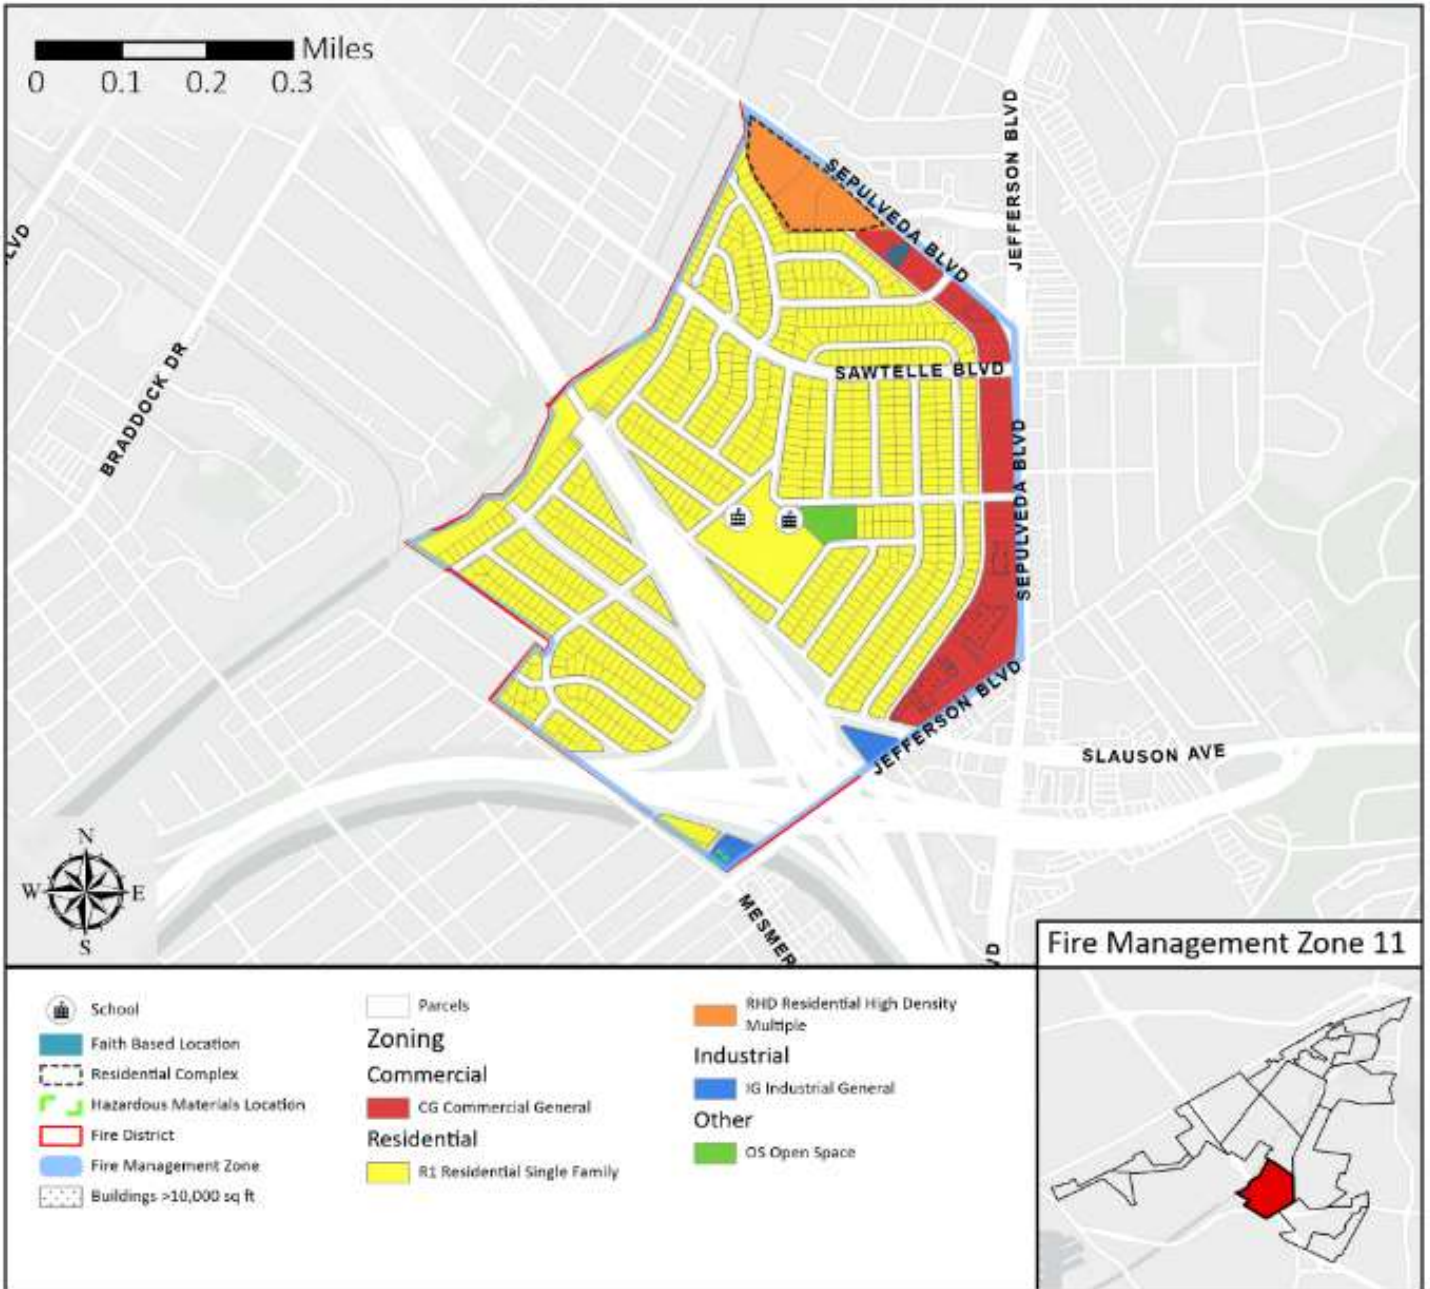 Miles
0 0.1 0.2 0.3
JEFFERSON BLVD
SEPULVEDA BLVD
LVD
BRADDOCK DR
SAWTELLE BLVD
SEPULVEDA BLVD
JEFFERSON BLVD
SLAUSON AVE
N
W E
S
MESMER
VD
Fire Management Zone 11
School
Faith Based Location
Residential Complex
Hazardous Materials Location
Fire District
Fire Management Zone
Buildings >10,000 sq ft
Parcels
Zoning
Commercial
CG Commercial General
Residential
R1 Residential Single Family
RHD Residential High Density
Multiple
Industrial
IG Industrial General
Other
OS Open Space